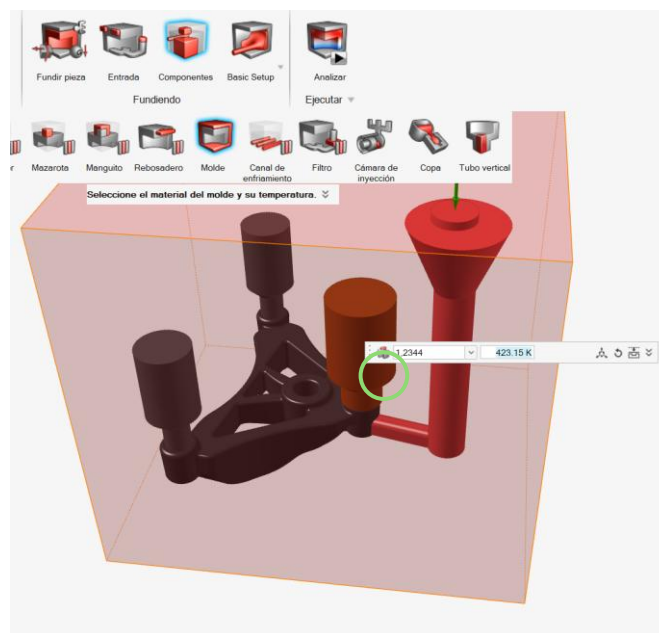 Fundir pieza Entrada Componentes Basic Setup Analizar
Fundiendo Ejecutar
Mazarota Manguito Rebosadero Molde Canal de enfriamiento Filtro Cámara de inyección Copa Tubo vertical
Seleccione el material del molde y su temperatura.
1.2344 423.15 K